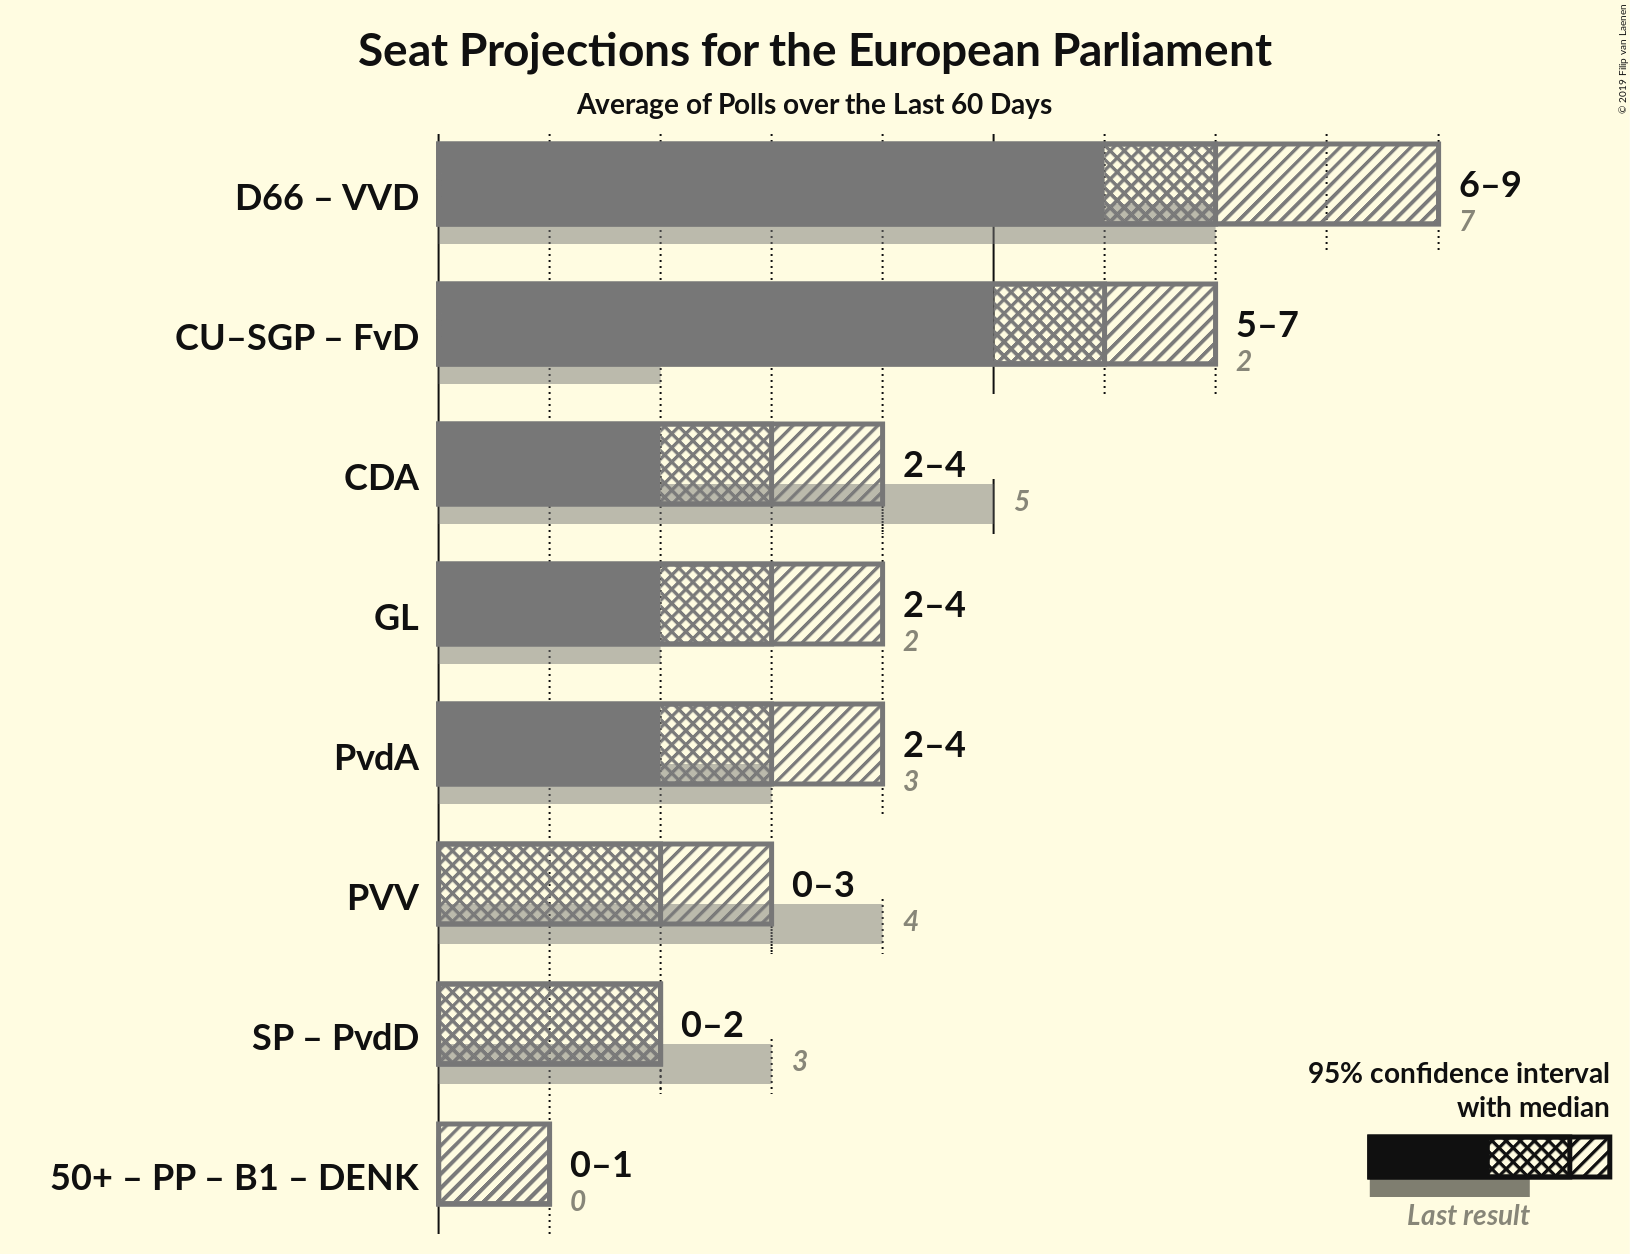 Seat Projections for the European Parliament
Average of Polls over the Last 60 Days
© 2019 Filip van Laenen
D66 – VVD
6–9
7
CU–SGP – FvD
5–7
2
CDA
2–4
5
GL
2–4
2
PvdA
2–4
3
PVV
0–3
4
SP – PvdD
0–2
3
50+ – PP – B1 – DENK
0–1
0
95% confidence interval
with median
Last result